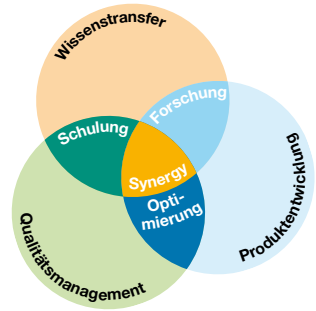 Wissenstransfer
Forschung
Schulung
Synergy
Opti-
mierung
Produktentwicklung
Qualitätsmanagement